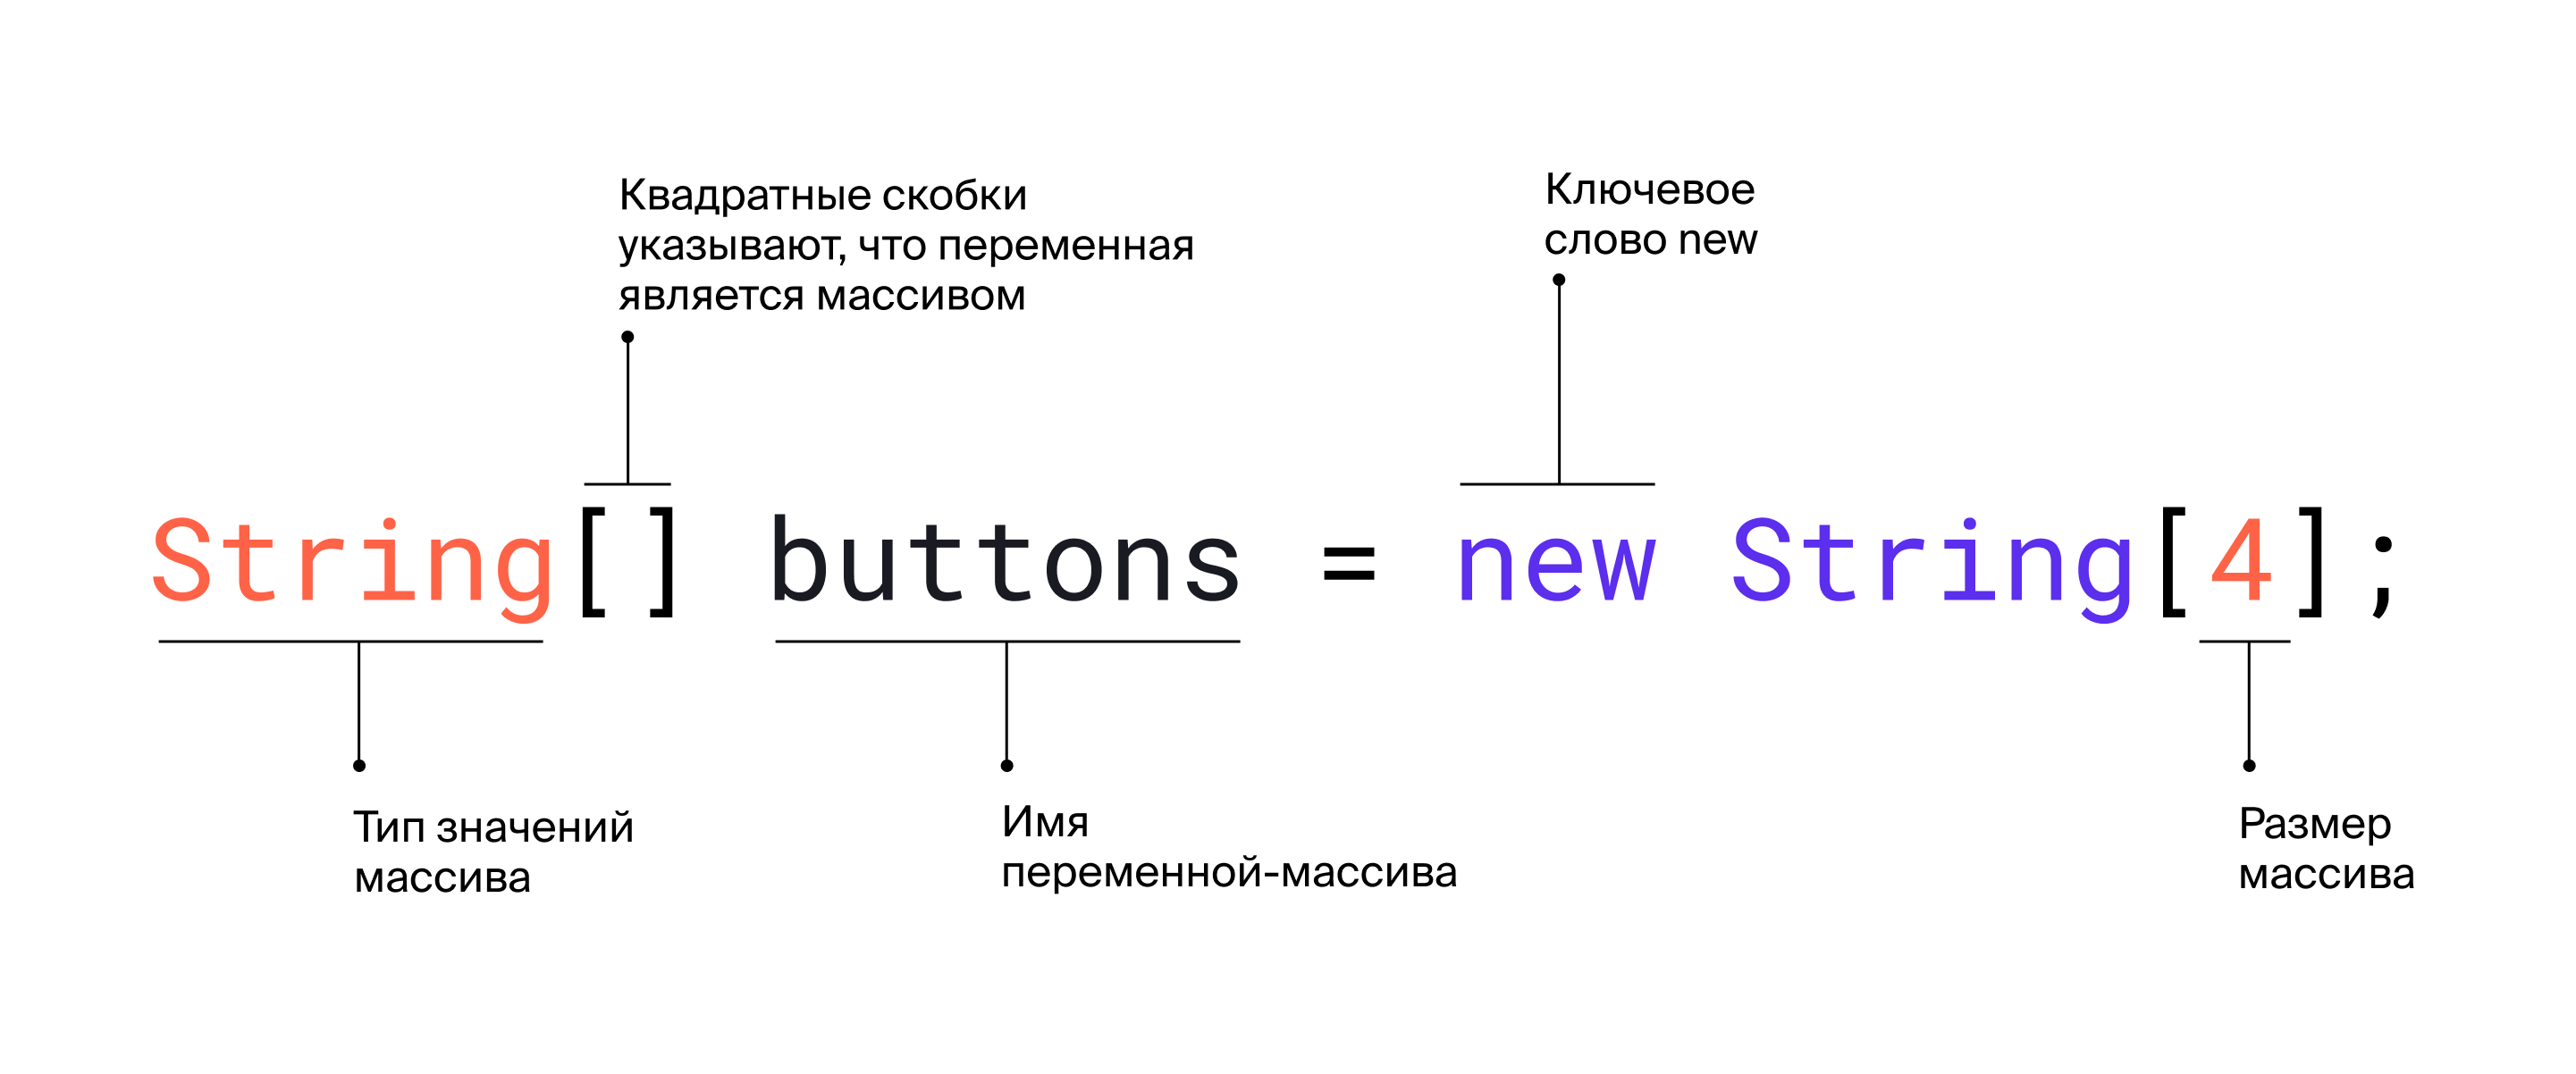 Квадратные скобки
указывают, что переменная
является массивом
Ключевое
слово new
String[] buttons = new String[4];
Тип значений
массива
Имя
переменной-массива
Размер
массива